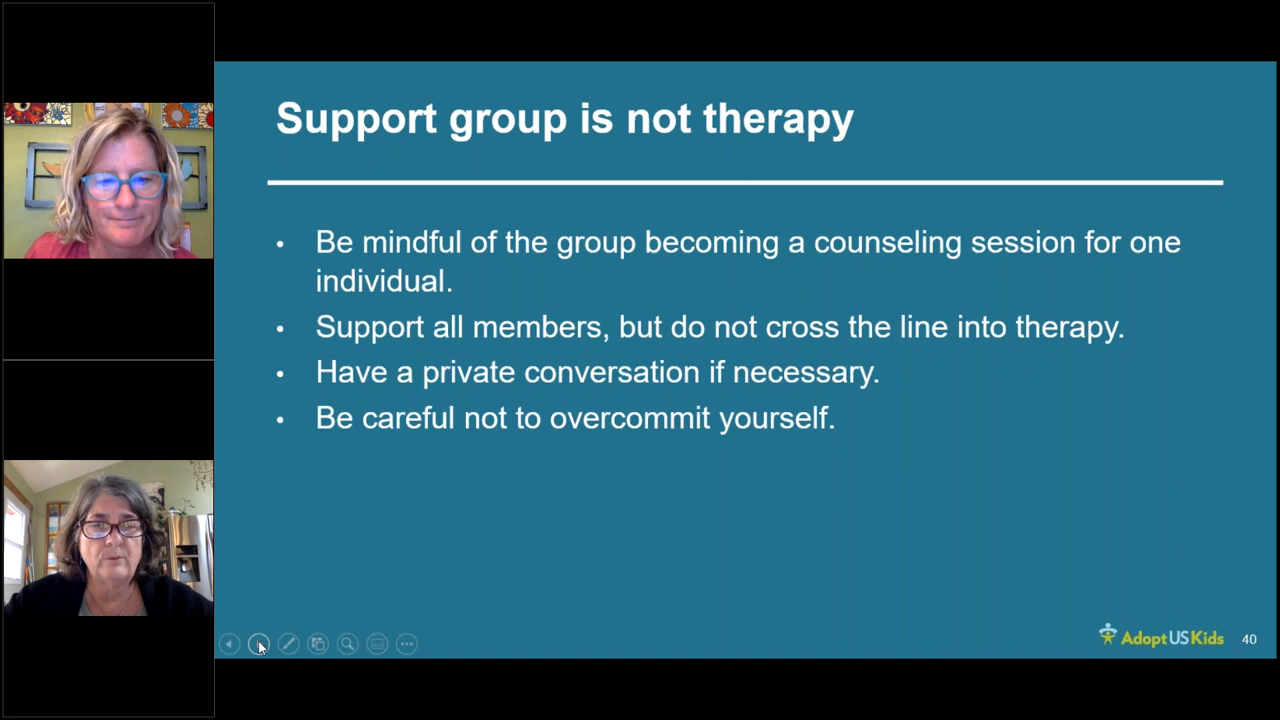 Support group is not therapy
• Be mindful of the group becoming a counseling session for one
individual.
• Support all members, but do not cross the line into therapy.
• Have a private conversation if necessary.
• Be careful not to overcommit yourself.
AdoptUSKids 40